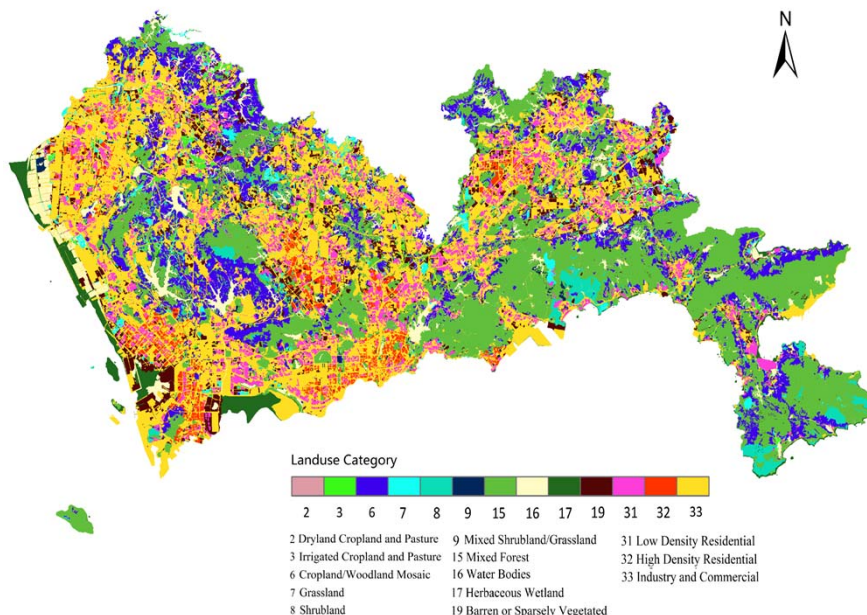 N
Landuse Category
2 3 6 7 8 9 15 16 17 19 31 32 33
2 Dryland Cropland and Pasture 9 Mixed Shrubland/Grassland 31 Low Density Residential
3 Irrigated Cropland and Pasture 15 Mixed Forest 32 High Density Residential
6 Cropland/Woodland Mosaic 16 Water Bodies 33 Industry and Commercial
7 Grassland 17 Herbaceous Wetland
8 Shrubland 19 Barren or Sparsely Vegetated